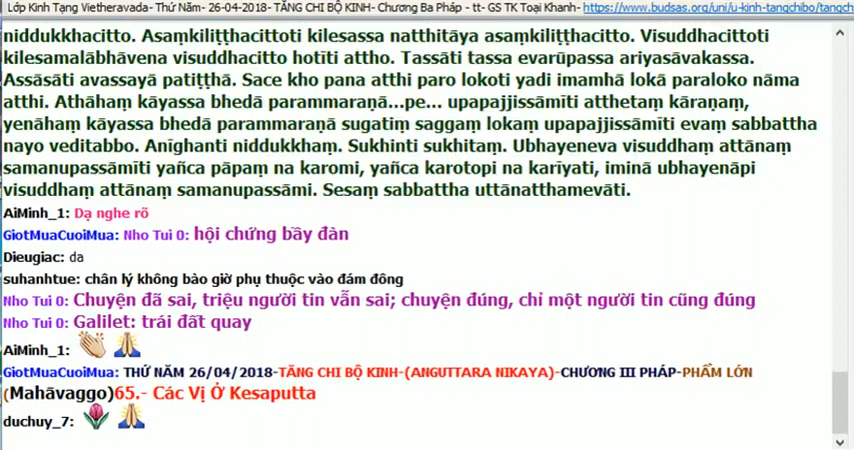 Lớp Kinh Tạng Vietheravada- Thứ Năm- 26-04-2018- TĂNG CHI BỘ KINH- Chương Ba Pháp - tt- GS TK Toại Khanh- https://www.budsas.org/uni/u-kinh-tangchibo/tangch
niddukkhacitto. Asaṃkiliṭṭhacittoti kilesassa natthitāya asaṃkiliṭṭhacitto. Visuddhacittoti
kilesamalābhāvena visuddhacitto hotīti attho. Tassāti tassa evarūpassa ariyasāvakassa.
Assāsāti avassayā patiṭṭhā. Sace kho pana atthi paro lokoti yadi imamhā lokā paraloko nāma
atthi. Athāhaṃ kāyassa bhedā parammaraṇā...pe... upapajjissāmīti atthetaṃ kāraṇaṃ,
yenāhaṃ kāyassa bhedā parammaraṇā sugatiṃ saggaṃ lokaṃ upapajjissāmīti evaṃ sabbattha
nayo veditabbo. Anīghanti niddukkhaṃ. Sukhinti sukhitaṃ. Ubhayeneva visuddhaṃ attānaṃ
samanupassāmīti yañca pāpaṃ na karomi, yañca karotopi na karīyati, iminā ubhayenāpi
visuddhaṃ attānaṃ samanupassāmi. Sesaṃ sabbattha uttānatthamevāti.
AiMinh_1: Dạ nghe rõ
GiotMuaCuoiMua: Nho Tui 0: hội chứng bầy đàn
Dieugiac: da
suhanhtue: chân lý không bào giờ phụ thuộc vào đám đông
Nho Tui 0: Chuyện đã sai, triệu người tin vẫn sai; chuyện đúng, chỉ một người tin cũng đúng
Nho Tui 0: Galilet: trái đất quay
AiMinh_1:
GiotMuaCuoiMua: THỨ NĂM 26/04/2018-TĂNG CHI BỘ KINH-(ANGUTTARA NIKAYA)-CHƯƠNG III PHÁP-PHẨM LỚN
(Mahāvaggo)65.- Các Vị Ở Kesaputta
duchuy_7: